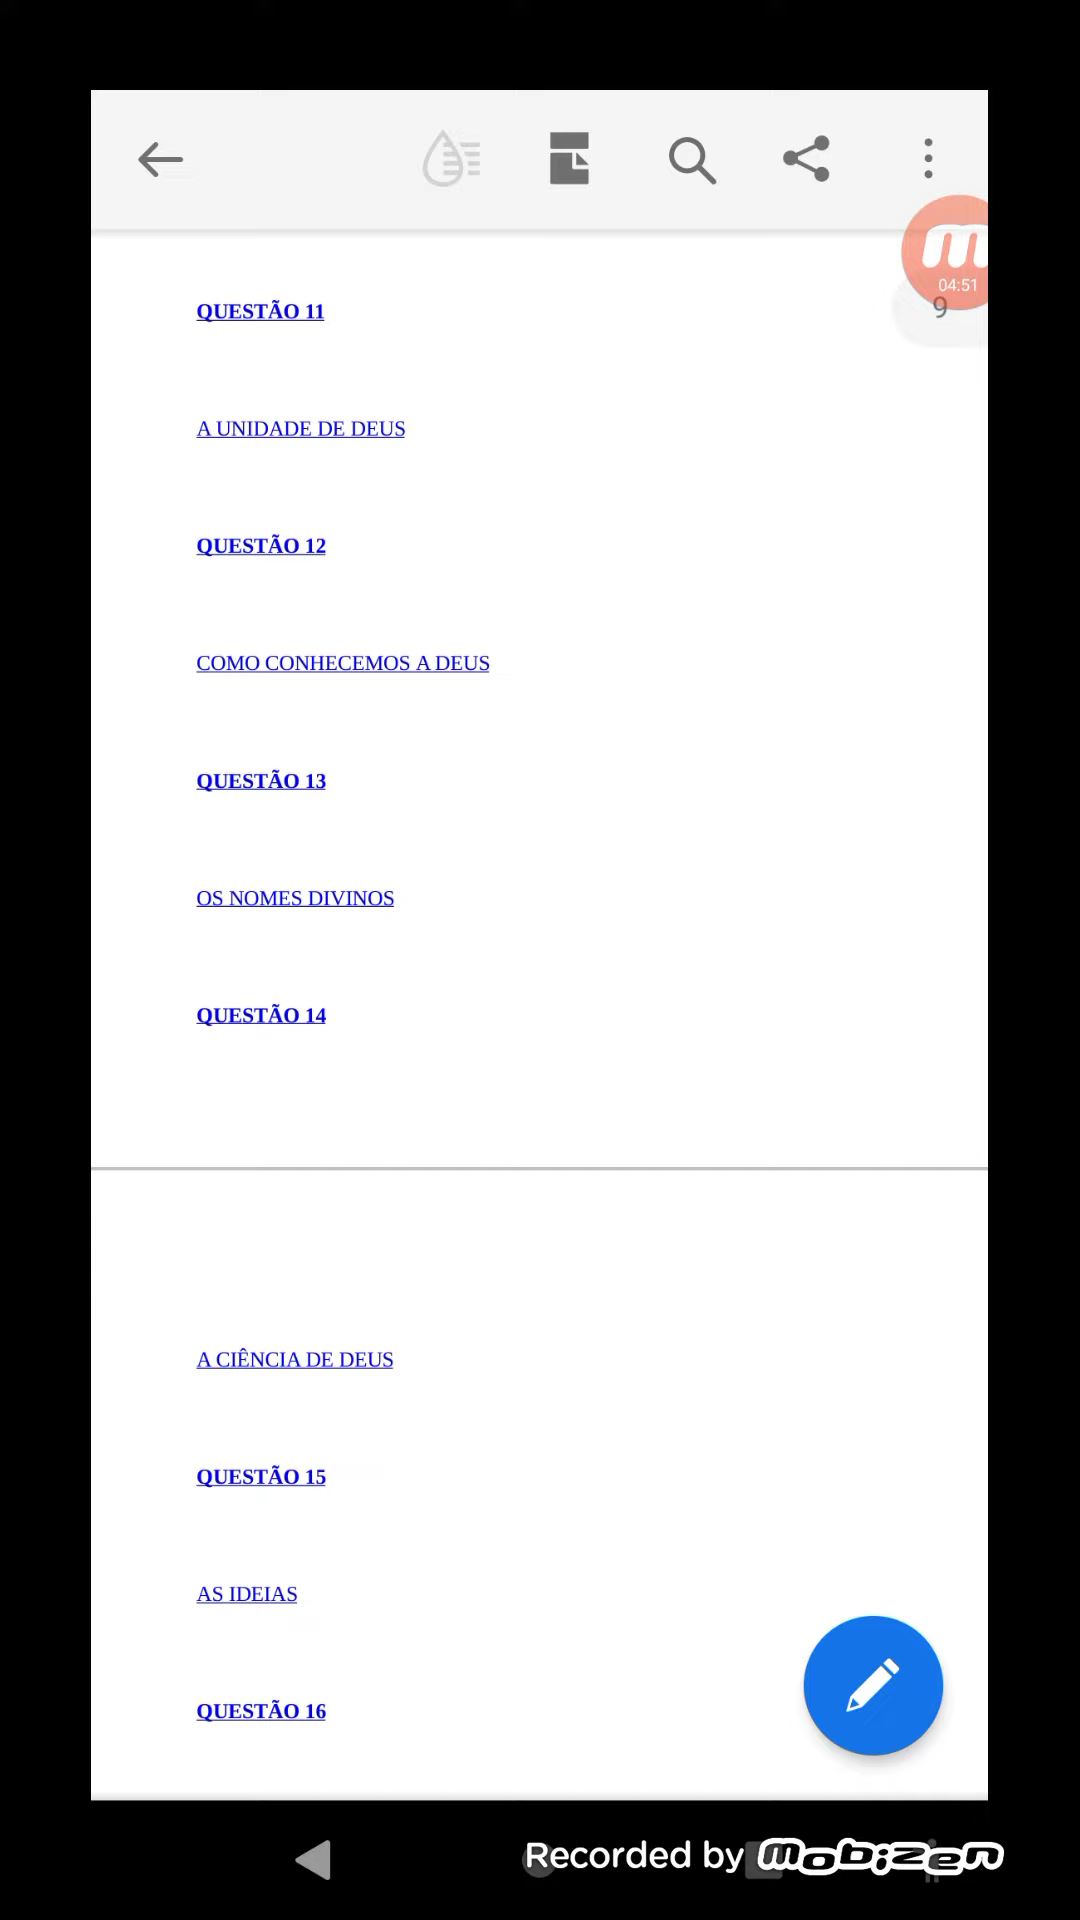 04:51
9
QUESTÃO 11
A UNIDADE DE DEUS
QUESTÃO 12
COMO CONHECEMOS A DEUS
QUESTÃO 13
OS NOMES DIVINOS
QUESTÃO 14
A CIÊNCIA DE DEUS
QUESTÃO 15
AS IDEIAS
QUESTÃO 16
Recorded by mobizen